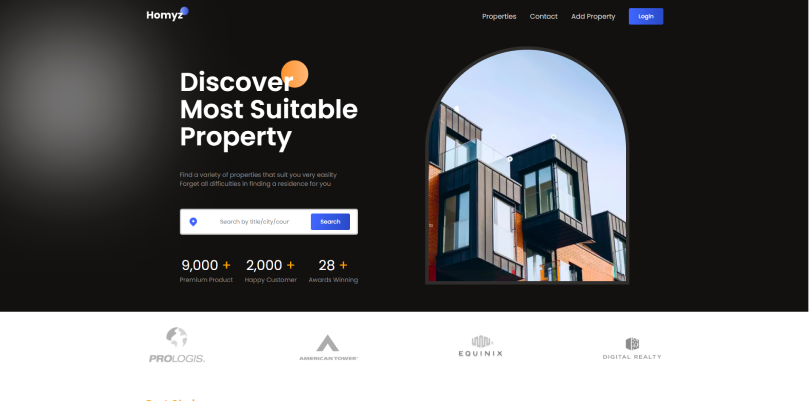 Homyz
Properties
Contact
Add Property
Login
Discover
Most Suitable
Property
Find a variety of properties that suit you very easilty
Forget all difficulties in finding a residence for you
Search by title/city/cour
Search
9,000 +
2,000 +
28 +
Premium Product
Happy Customer
Awards Winning
PROLOGIS.
AMERICAN TOWER
EQUINIX
DIGITAL REALTY